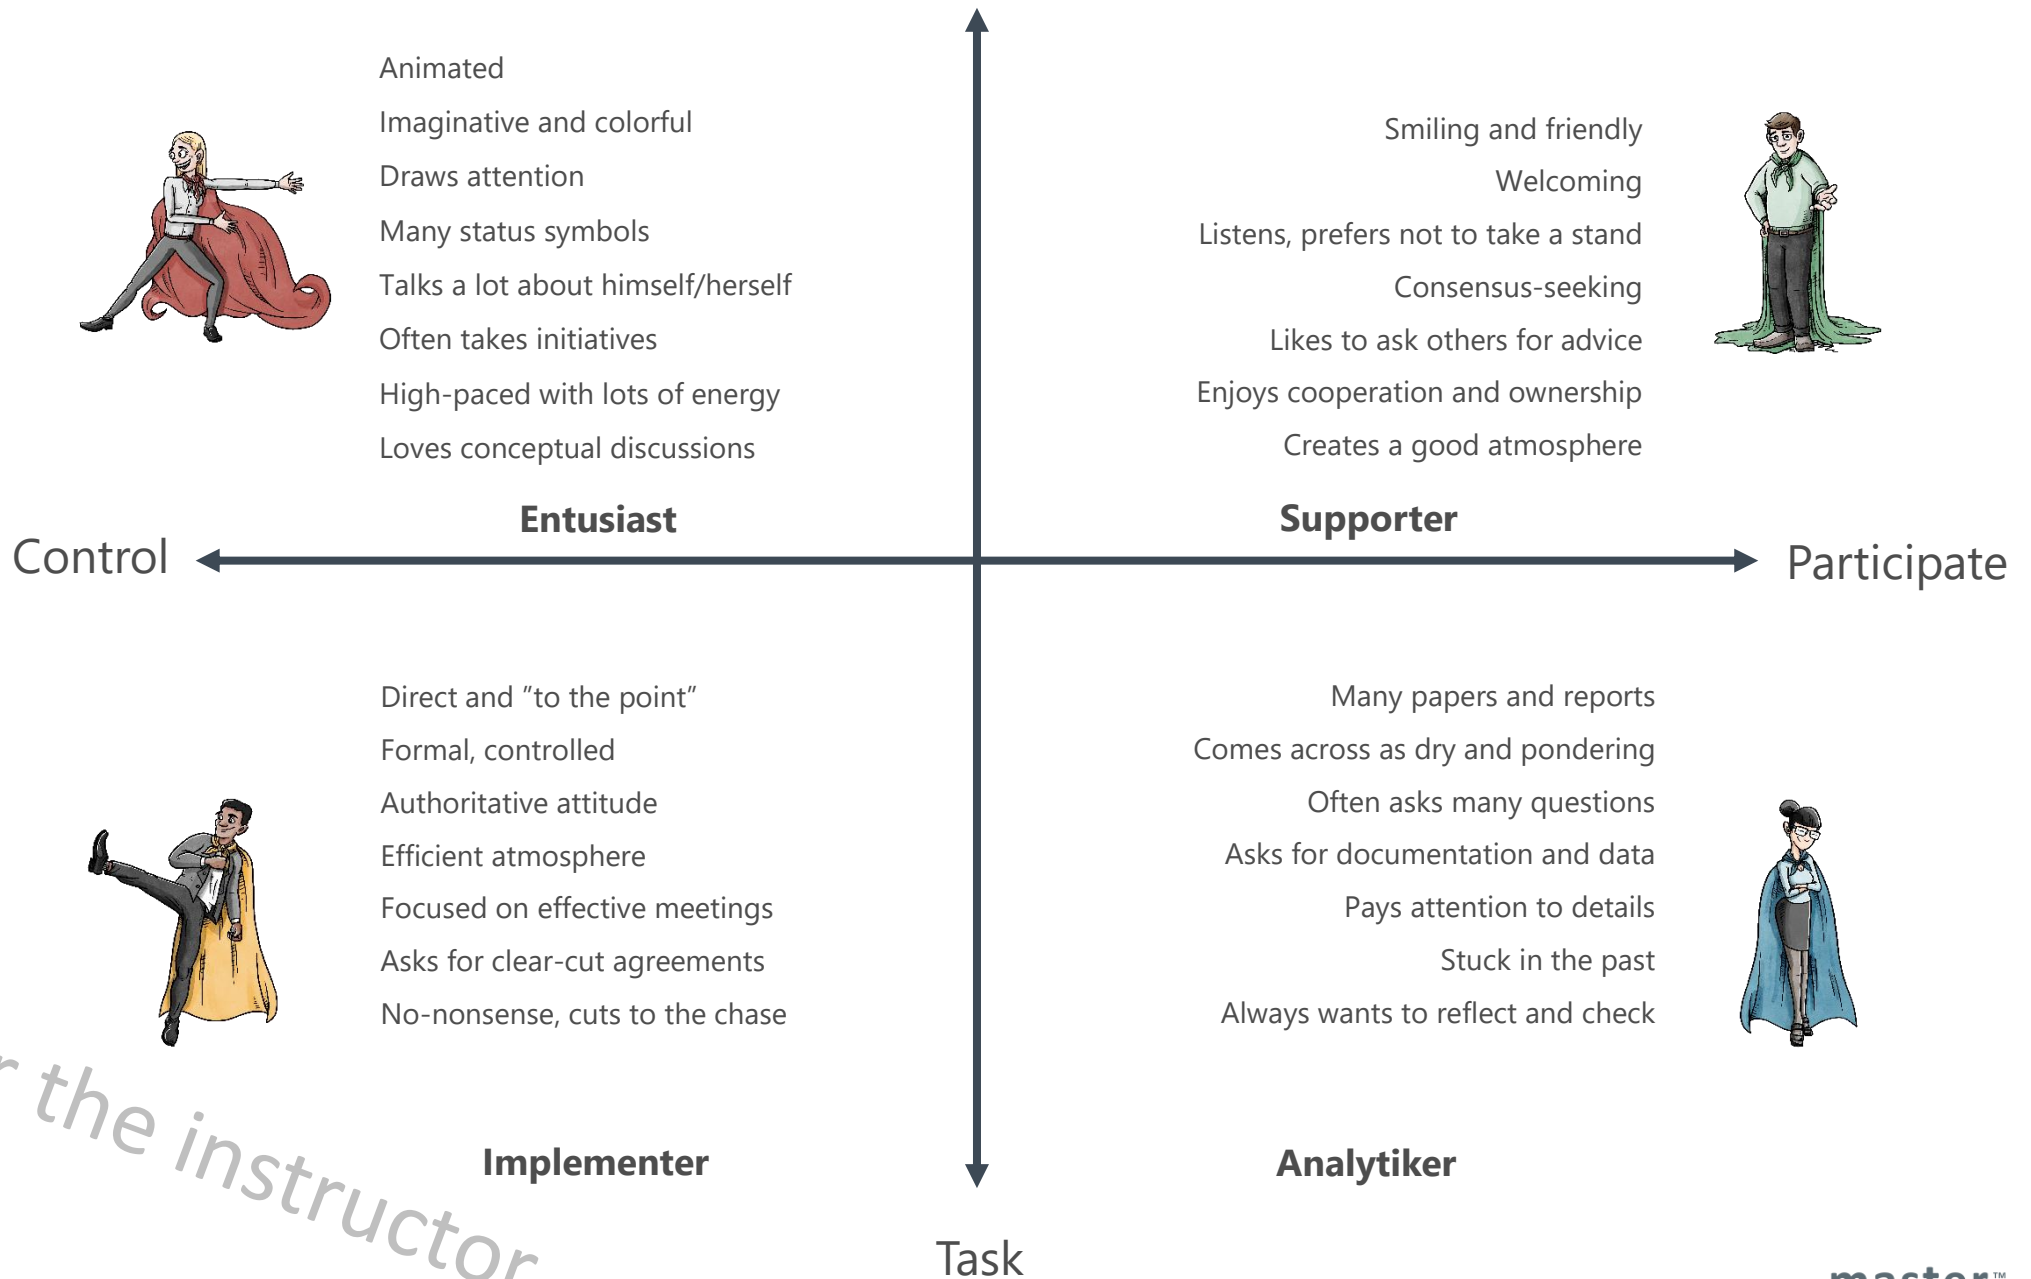 Animated
Imaginative and colorful
Draws attention
Many status symbols
Talks a lot about himself/herself
Often takes initiatives
High-paced with lots of energy
Loves conceptual discussions
Entusiast
Smiling and friendly
Welcoming
Listens, prefers not to take a stand
Consensus-seeking
Likes to ask others for advice
Enjoys cooperation and ownership
Creates a good atmosphere
Supporter
Control
Participate
Direct and ”to the point”
Formal, controlled
Authoritative attitude
Efficient atmosphere
Focused on effective meetings
Asks for clear-cut agreements
No-nonsense, cuts to the chase
Implementer
Many papers and reports
Comes across as dry and pondering
Often asks many questions
Asks for documentation and data
Pays attention to details
Stuck in the past
Always wants to reflect and check
Analytiker
the instructor
Task
master™